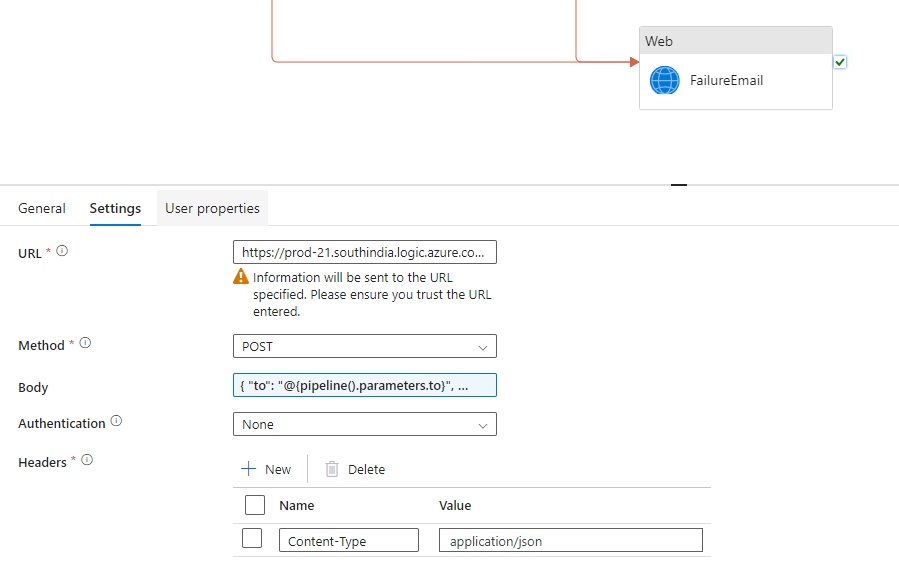 Web
FailureEmail
General Settings User properties
URL *
https://prod-21.southindia.logic.azure.co...
Information will be sent to the URL
specified. Please ensure you trust the URL
entered.
Method *
POST
Body
{ "to": "@{pipeline().parameters.to}", ...
Authentication
None
Headers *
New Delete
Name Value
Content-Type application/json